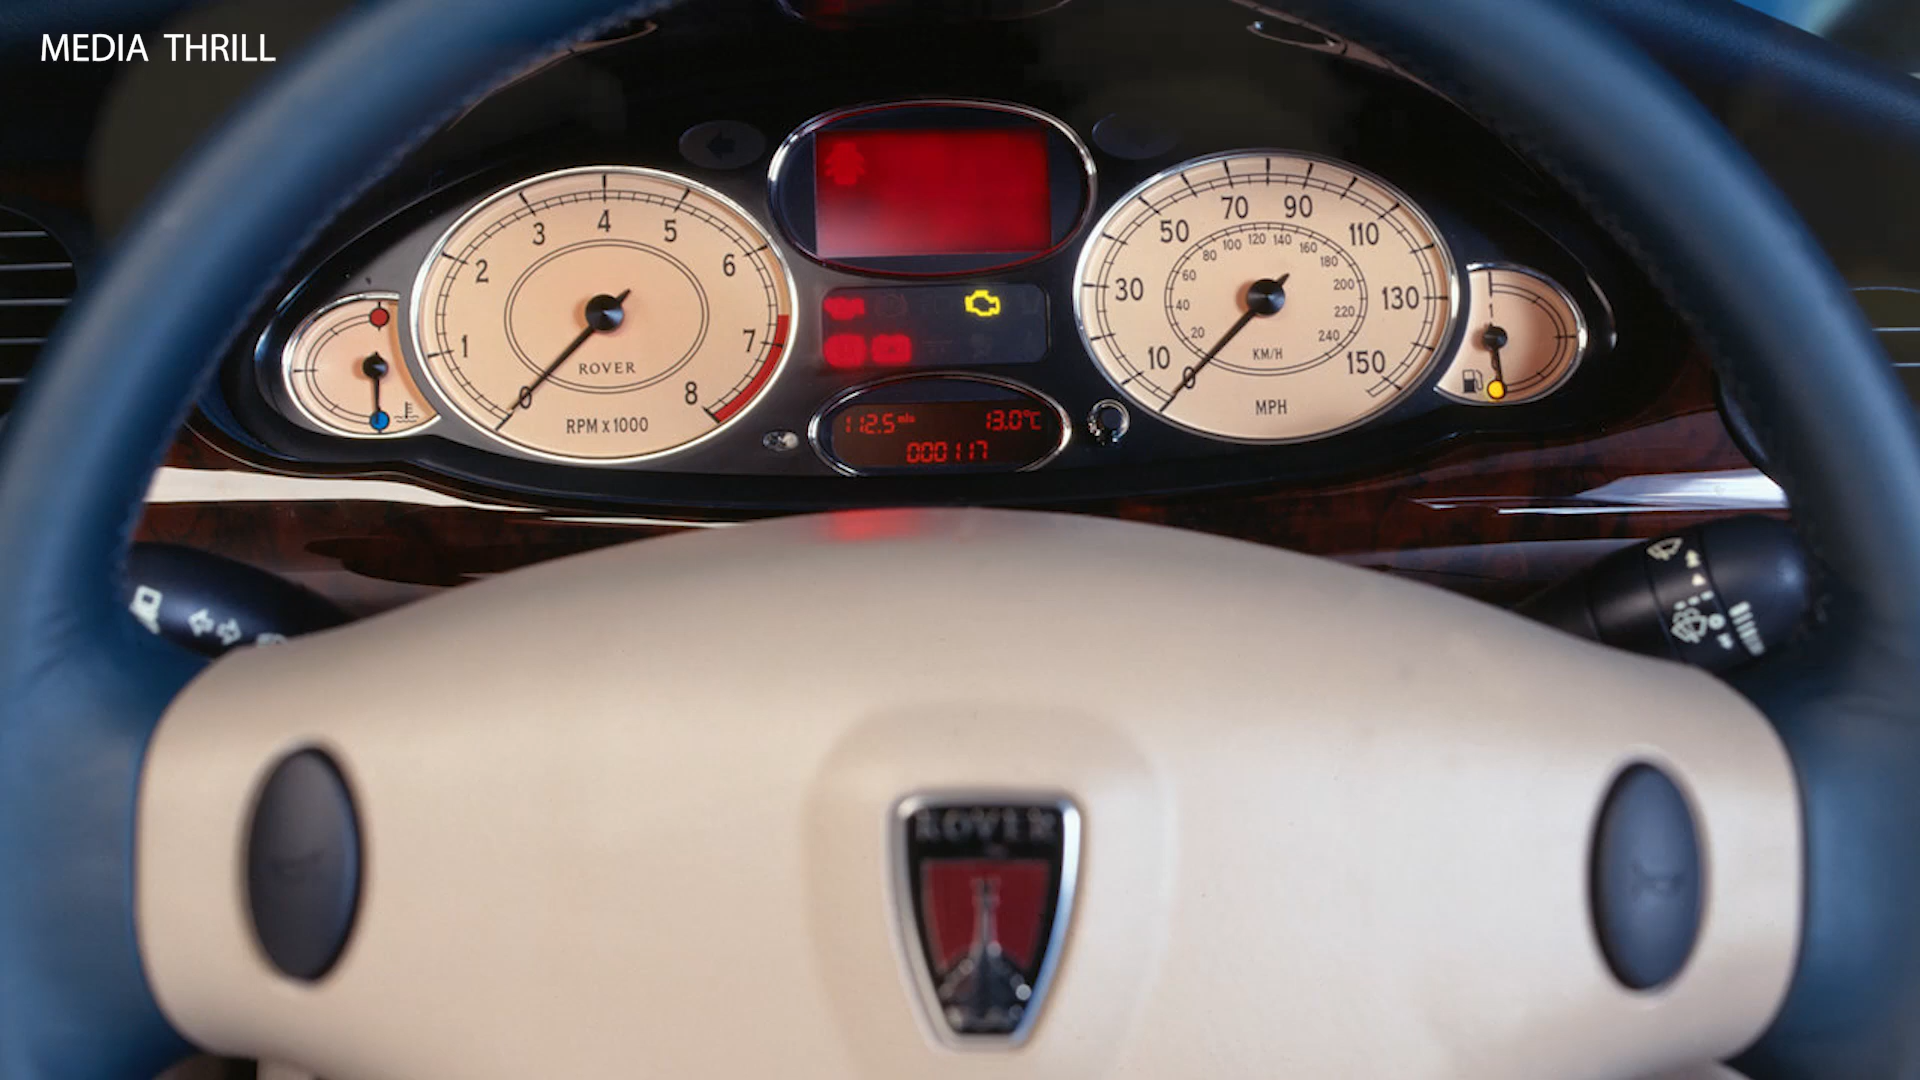 MEDIA THRILL
0 1 2 3 4 5 6 7 8
ROVER
RPM x 1000
0 10 30 50 70 90 110 130 150
20 40 60 80 100 120 140 160 180 200 220 240
KM/H
MPH
112.5 mls 13.0°C
000117
ROVER